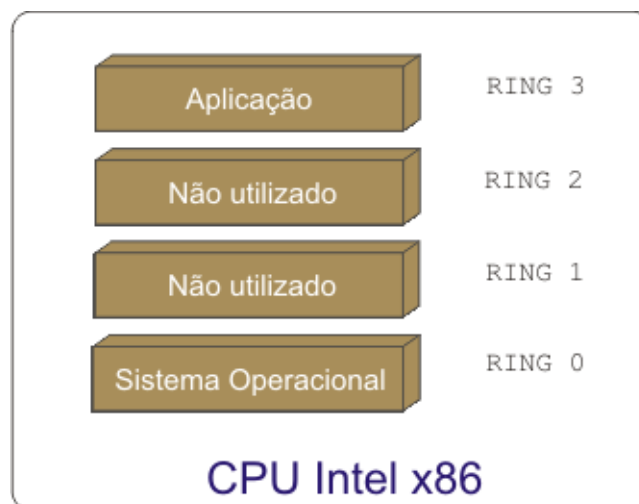 Aplicação RING 3
Não utilizado RING 2
Não utilizado RING 1
Sistema Operacional RING 0
CPU Intel x86